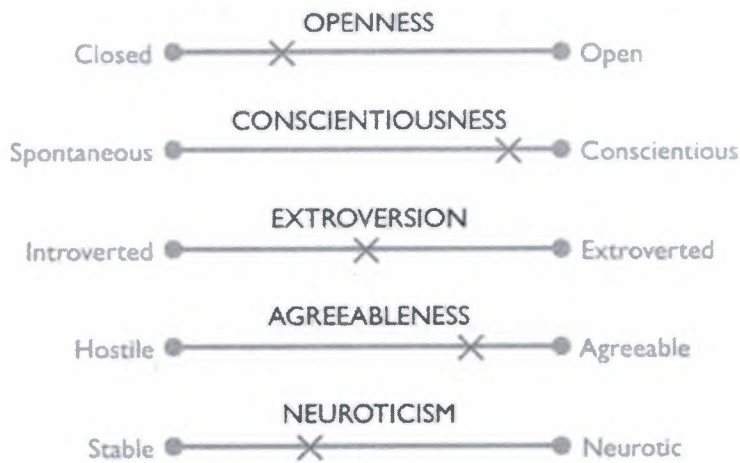 OPENNESS
Closed Open
CONSCIENTIOUSNESS
Spontaneous Conscientious
EXTROVERSION
Introverted Extroverted
AGREEABLENESS
Hostile Agreeable
NEUROTICISM
Stable Neurotic